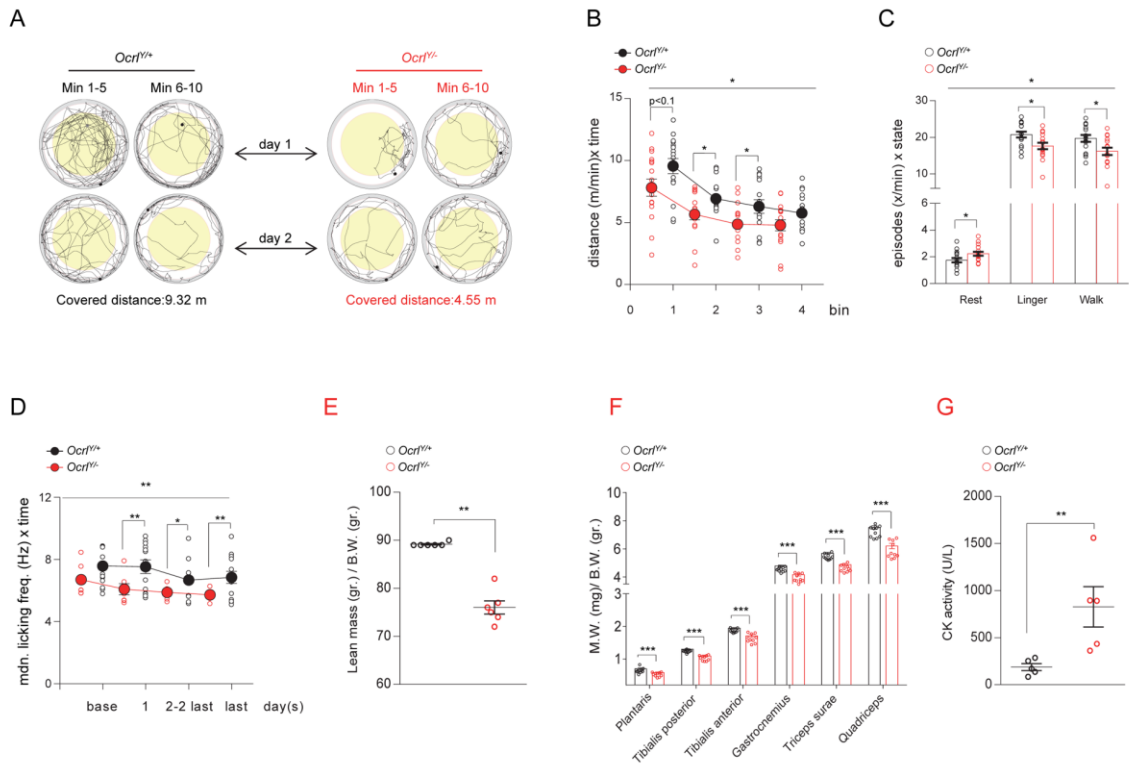 A
Ocrl^Y/+
Ocrl^Y/-
Min 1-5
Min 6-10
Min 1-5
Min 6-10
day 1
day 2
Covered distance:9.32 m
Covered distance:4.55 m
B
Ocrl^Y/+
Ocrl^Y/-
*
p<0.1
*
*
distance (m/min)x time
15
10
5
0
0
1
2
3
4
bin
C
Ocrl^Y/+
Ocrl^Y/-
*
*
*
*
episodes (x/min) x state
30
20
10
4
2
0
Rest
Linger
Walk
D
Ocrl^Y/+
Ocrl^Y/-
**
**
*
**
mdn. licking freq. (Hz) x time
12
8
4
0
base
1
2-2 last
last
day(s)
E
Ocrl^Y/+
Ocrl^Y/-
**
Lean mass (gr.) / B.W. (gr.)
90
80
70
60
F
Ocrl^Y/+
Ocrl^Y/-
***
***
***
***
***
***
M.W. (mg)/ B.W. (gr.)
10
8
6
4
2
1
Plantaris
Tibialis posterior
Tibialis anterior
Gastrocnemius
Triceps surae
Quadriceps
G
Ocrl^Y/+
Ocrl^Y/-
**
CK activity (U/L)
2000
1500
1000
500
0